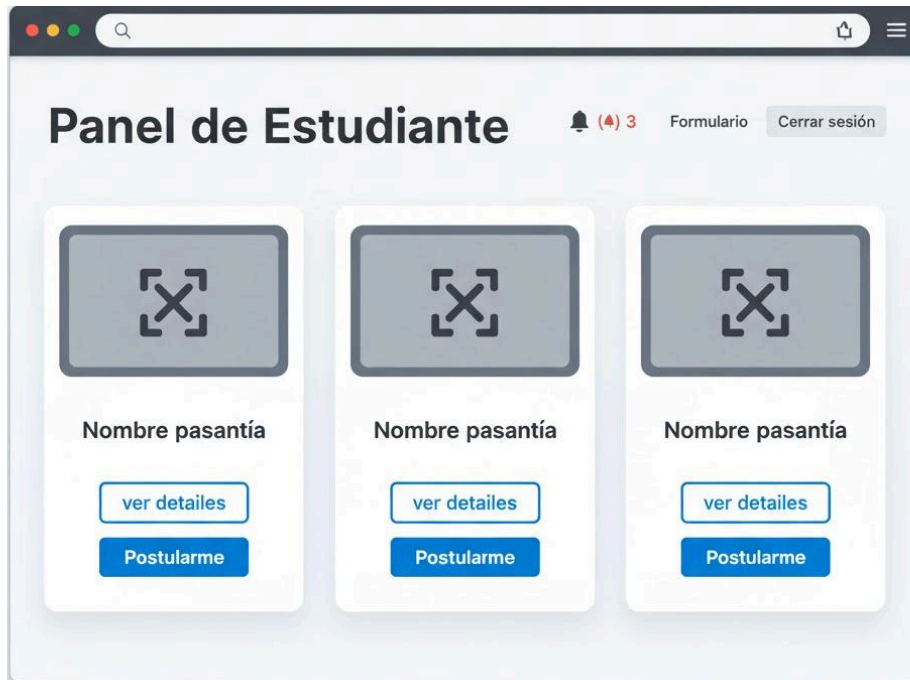 Panel de Estudiante
(🔔) 3 Formulario Cerrar sesión
Nombre pasantía Nombre pasantía Nombre pasantía
ver detailes ver detailes ver detailes
Postularme Postularme Postularme